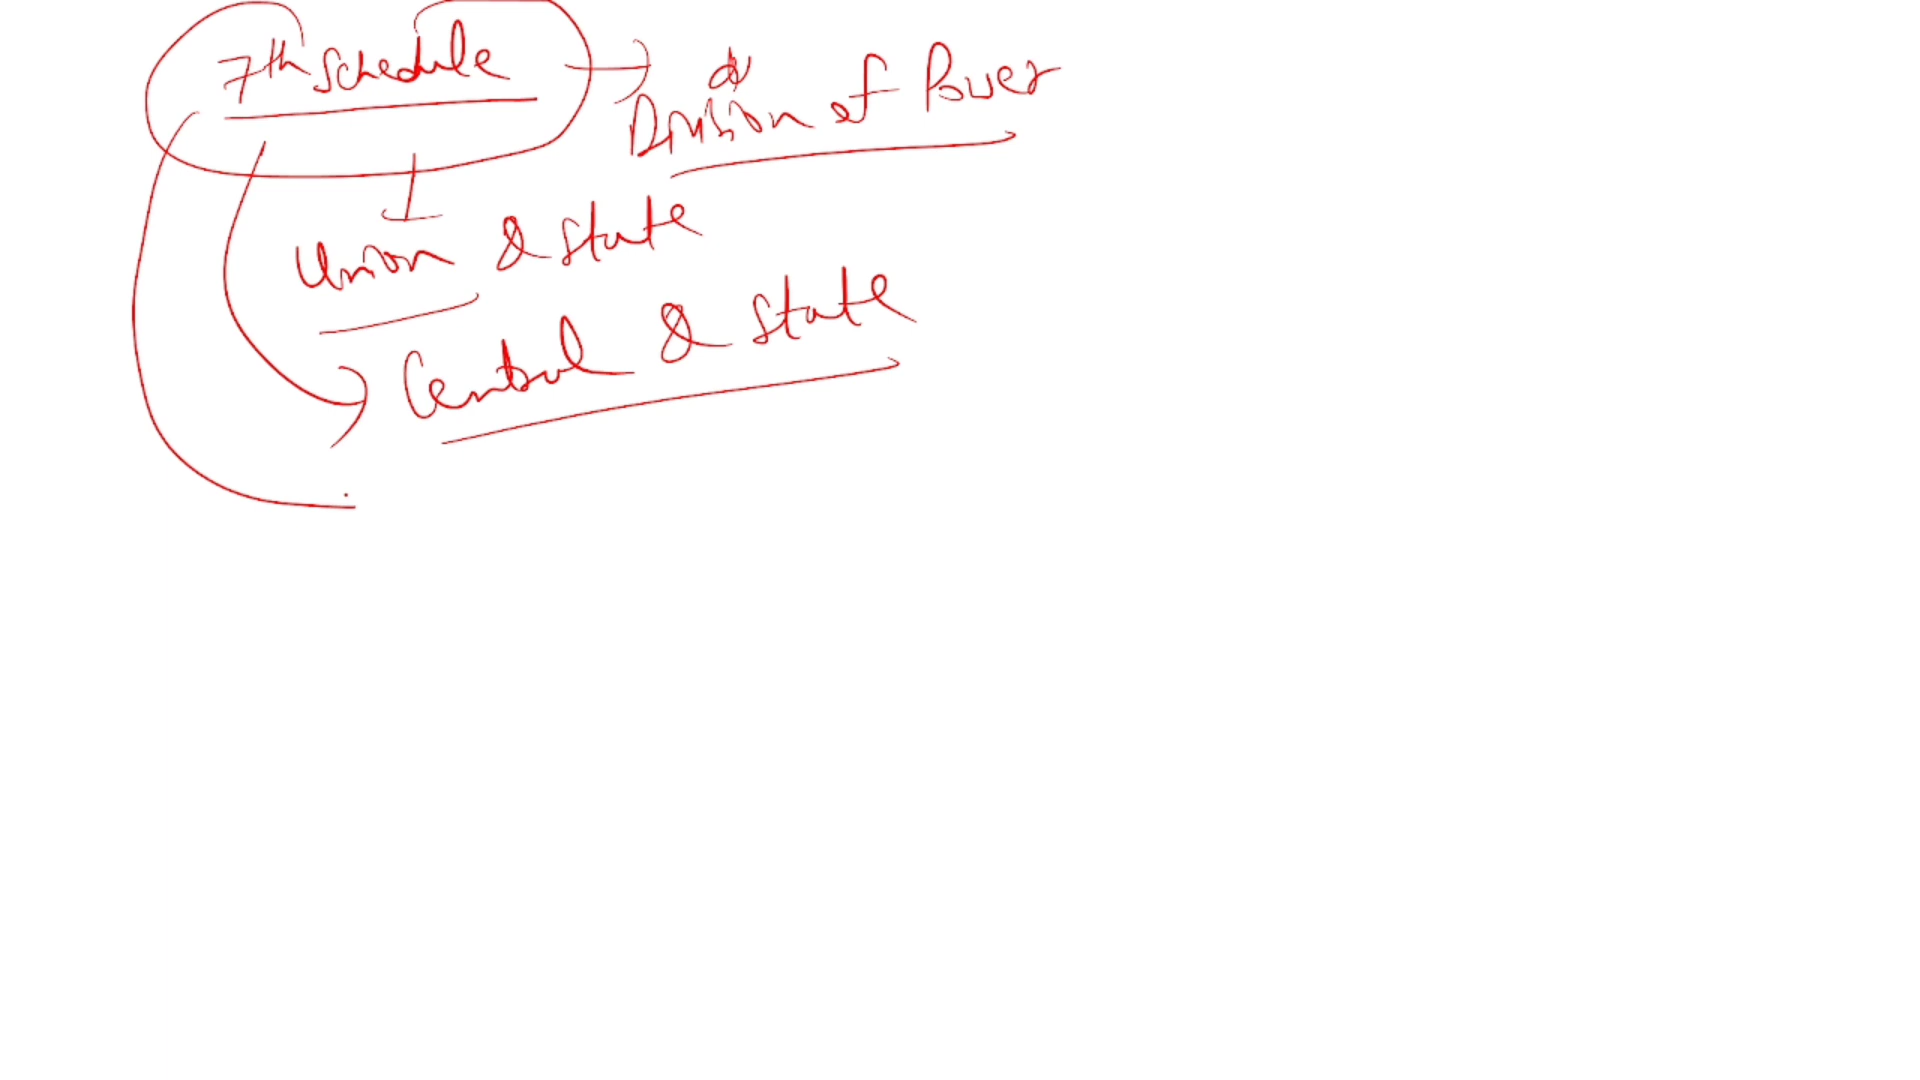 7th Schedule → Division of Power
Union & State
Central & State